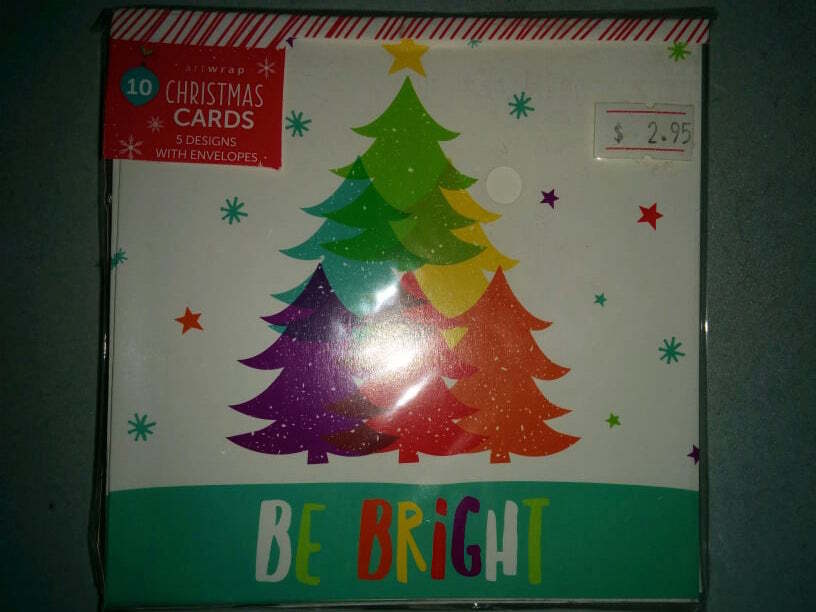 artwrap
10
CHRISTMAS
CARDS
5 DESIGNS
WITH ENVELOPES
$ 2.95
BE BRiGHT